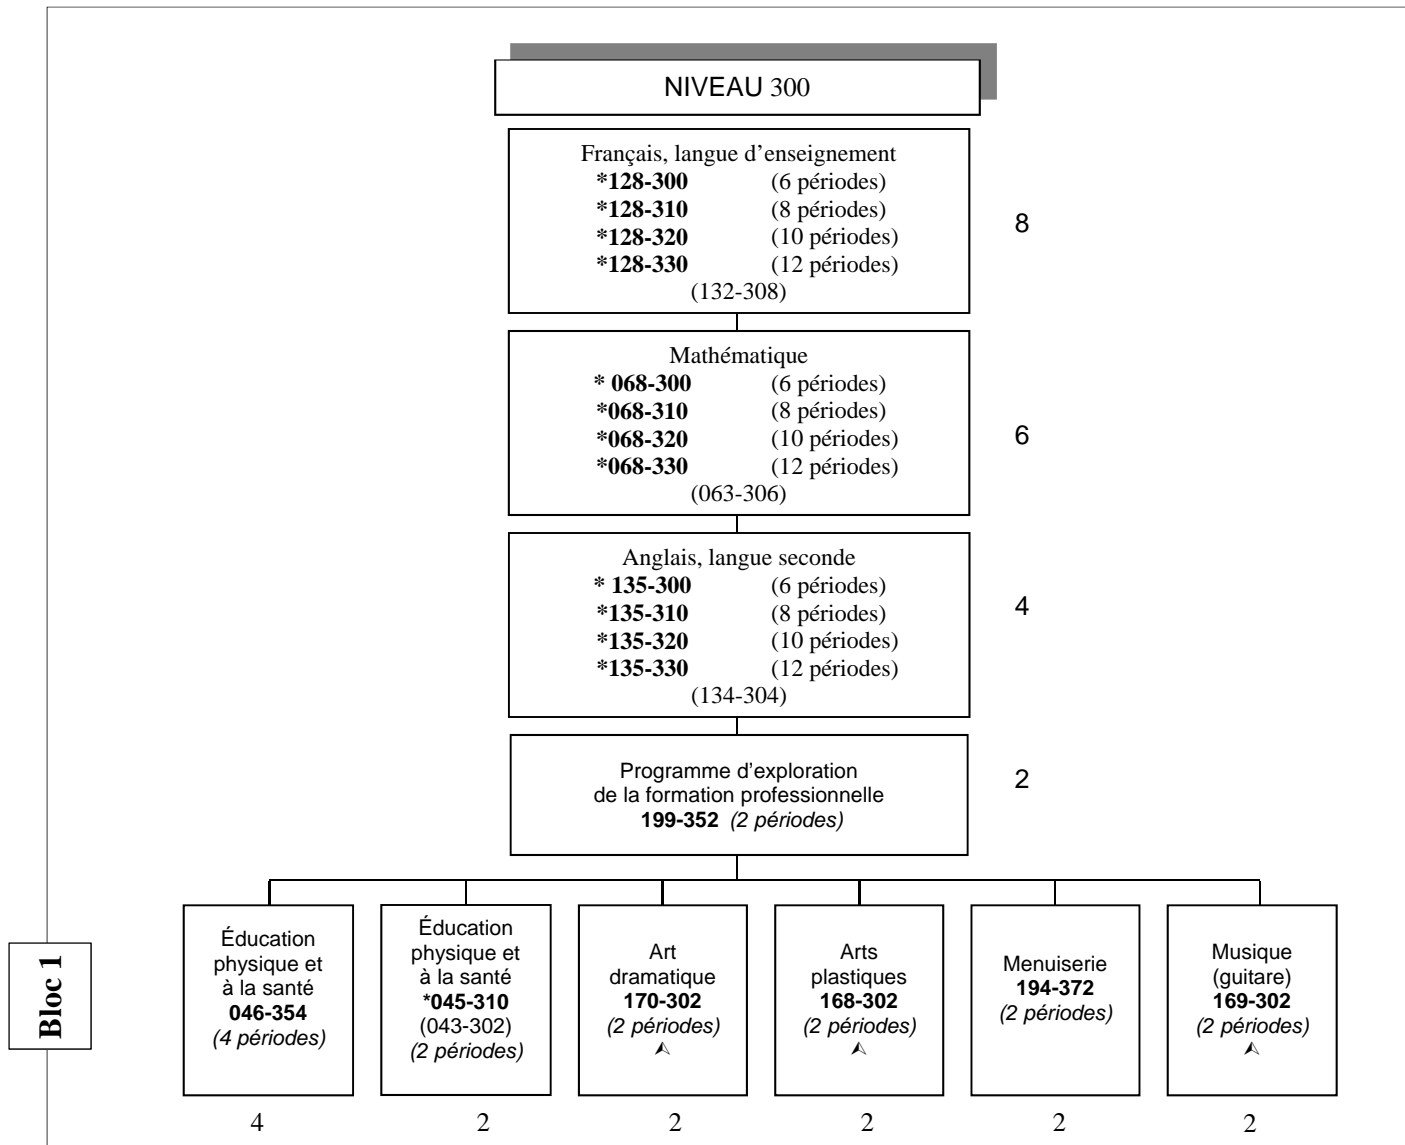 NIVEAU 300
Français, langue d'enseignement
*128-300 (6 périodes)
*128-310 (8 périodes)
*128-320 (10 périodes)
*128-330 (12 périodes)
(132-308)
8
Mathématique
* 068-300 (6 périodes)
*068-310 (8 périodes)
*068-320 (10 périodes)
*068-330 (12 périodes)
(063-306)
6
Anglais, langue seconde
* 135-300 (6 périodes)
*135-310 (8 périodes)
*135-320 (10 périodes)
*135-330 (12 périodes)
(134-304)
4
Programme d'exploration
de la formation professionnelle
199-352 (2 périodes)
2
Bloc 1
Éducation
physique et
à la santé
046-354
(4 périodes)
4
Éducation
physique et
à la santé
*045-310
(043-302)
(2 périodes)
2
Art
dramatique
170-302
(2 périodes)
2
Arts
plastiques
168-302
(2 périodes)
2
Menuiserie
194-372
(2 périodes)
2
Musique
(guitare)
169-302
(2 périodes)
2